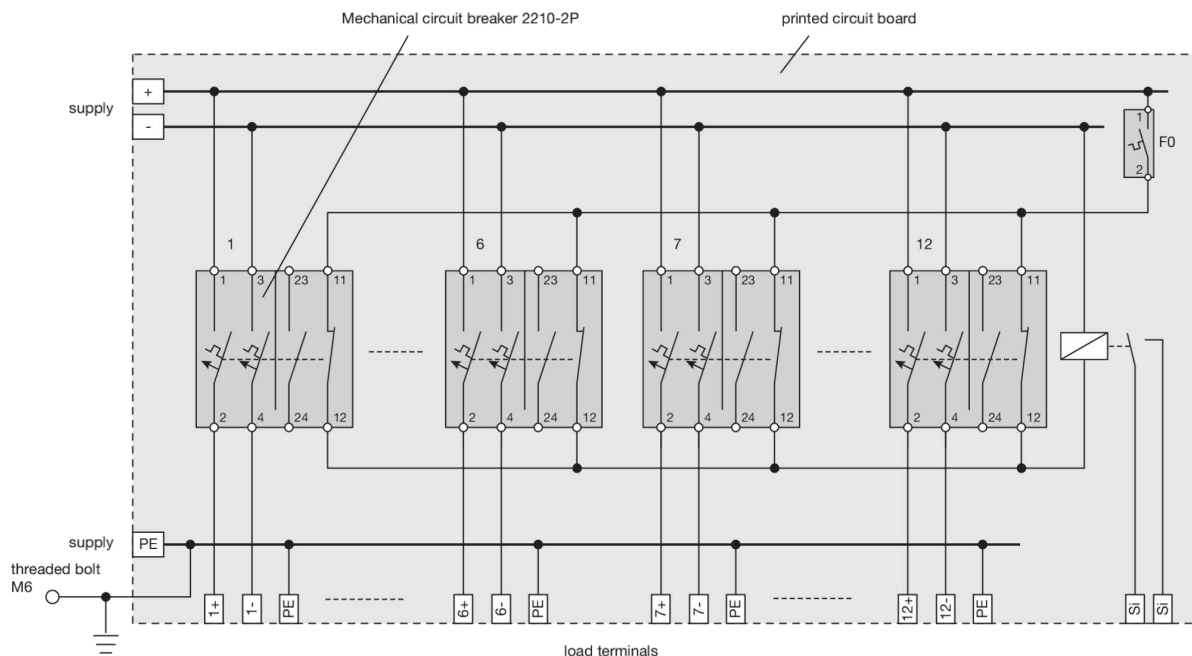 Mechanical circuit breaker 2210-2P
printed circuit board
supply
+
-
1
F0
2
1
6
7
12
1 3 23 11
1 3 23 11
1 3 23 11
1 3 23 11
2 4 24 12
2 4 24 12
2 4 24 12
2 4 24 12
supply PE
threaded bolt
M6
1+ 1- PE 6+ 6- PE 7+ 7- PE 12+ 12- PE Si Si
load terminals